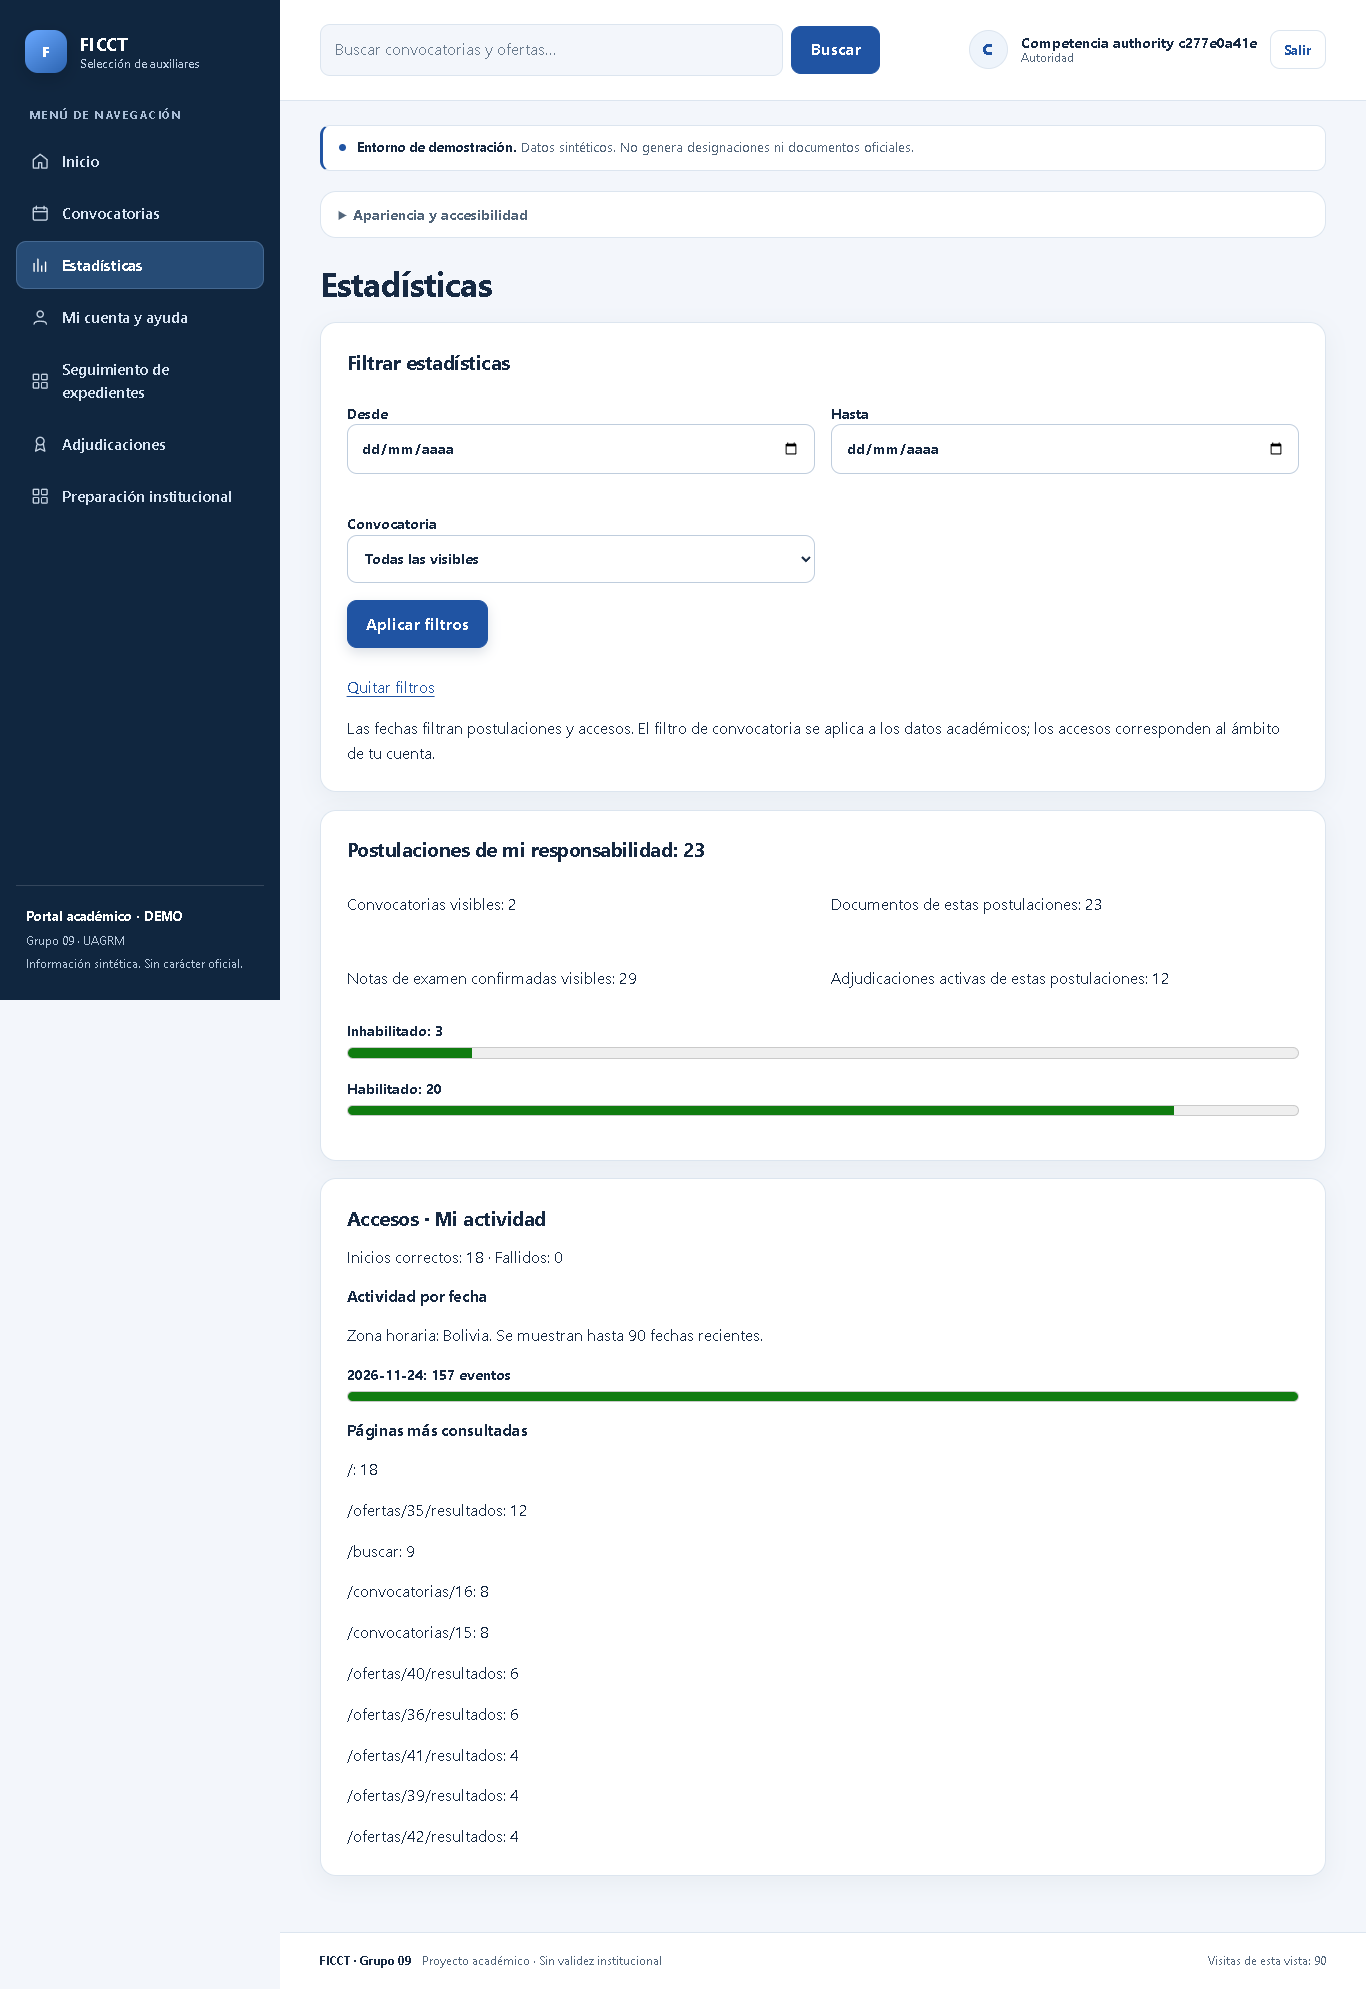 F
FICCT
Selección de auxiliares
MENÚ DE NAVEGACIÓN
Inicio
Convocatorias
Estadísticas
Mi cuenta y ayuda
Seguimiento de
expedientes
Adjudicaciones
Preparación institucional
Portal académico · DEMO
Grupo 09 · UAGRM
Información sintética. Sin carácter oficial.
Buscar convocatorias y ofertas...
Buscar
C
Competencia authority c277e0a41e
Autoridad
Salir
Entorno de demostración. Datos sintéticos. No genera designaciones ni documentos oficiales.
Apariencia y accesibilidad
Estadísticas
Filtrar estadísticas
Desde
dd/mm/aaaa
Hasta
dd/mm/aaaa
Convocatoria
Todas las visibles
Aplicar filtros
Quitar filtros
Las fechas filtran postulaciones y accesos. El filtro de convocatoria se aplica a los datos académicos; los accesos corresponden al ámbito
de tu cuenta.
Postulaciones de mi responsabilidad: 23
Convocatorias visibles: 2
Documentos de estas postulaciones: 23
Notas de examen confirmadas visibles: 29
Adjudicaciones activas de estas postulaciones: 12
Inhabilitado: 3
Habilitado: 20
Accesos · Mi actividad
Inicios correctos: 18 · Fallidos: 0
Actividad por fecha
Zona horaria: Bolivia. Se muestran hasta 90 fechas recientes.
2026-11-24: 157 eventos
Páginas más consultadas
/: 18
/ofertas/35/resultados: 12
/buscar: 9
/convocatorias/16: 8
/convocatorias/15: 8
/ofertas/40/resultados: 6
/ofertas/36/resultados: 6
/ofertas/41/resultados: 4
/ofertas/39/resultados: 4
/ofertas/42/resultados: 4
FICCT · Grupo 09 Proyecto académico · Sin validez institucional
Visitas de esta vista: 90